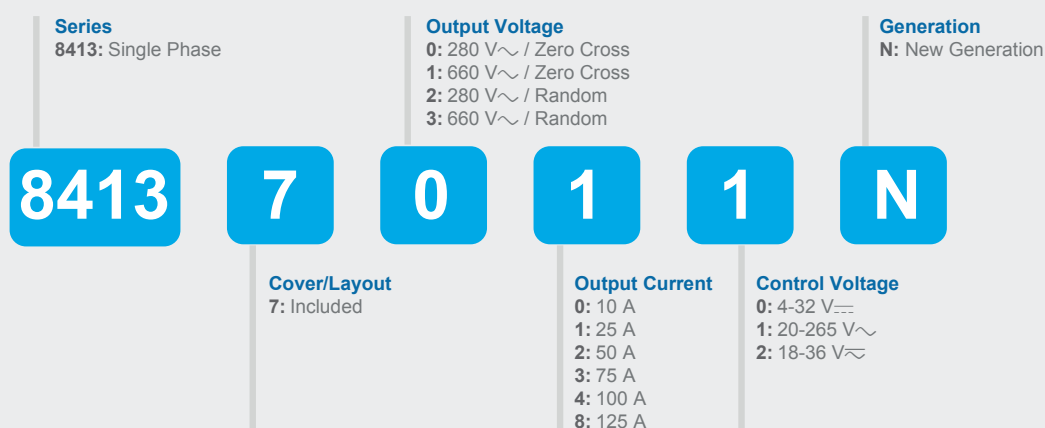 Series
8413: Single Phase
Output Voltage
0: 280 V∼ / Zero Cross
1: 660 V∼ / Zero Cross
2: 280 V∼ / Random
3: 660 V∼ / Random
Generation
N: New Generation
8413 7 0 1 1 N
Cover/Layout
7: Included
Output Current
0: 10 A
1: 25 A
2: 50 A
3: 75 A
4: 100 A
8: 125 A
Control Voltage
0: 4-32 V⎓
1: 20-265 V∼
2: 18-36 V⏦